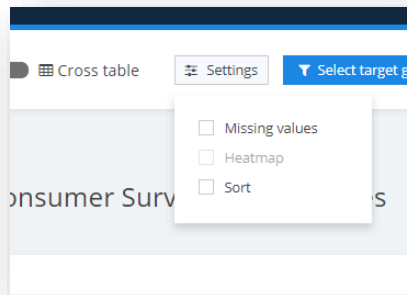 Cross table
Settings
Select target g
Missing values
Heatmap
Sort
onsumer Surv
s